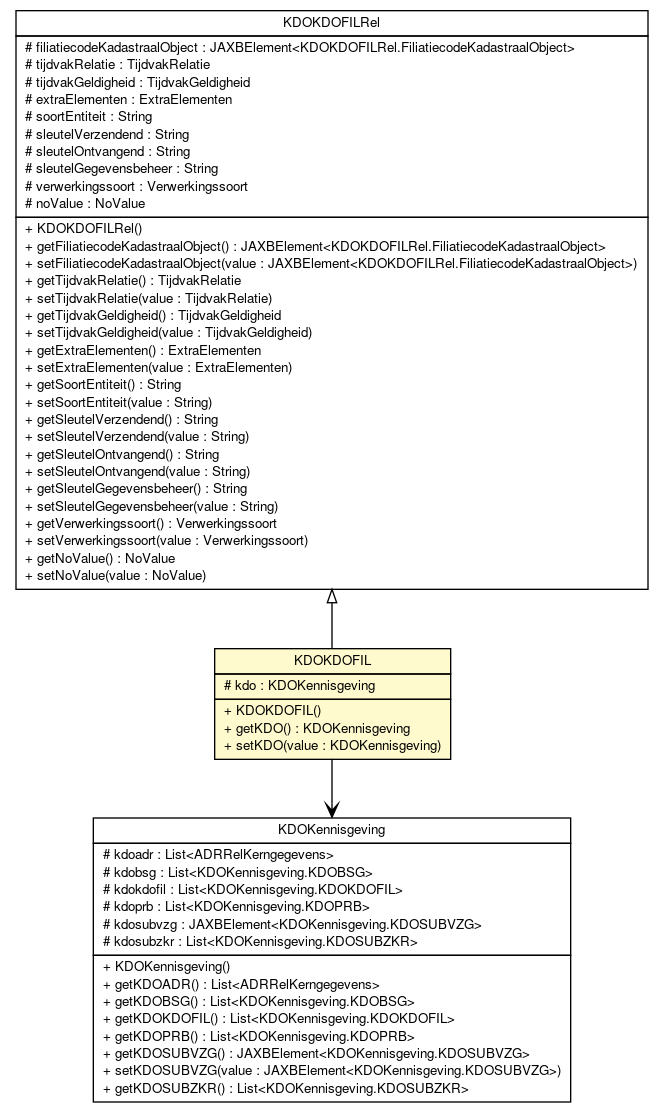 KDOKDOFILRel
# filiatiecodeKadastraalObject : JAXBElement<KDOKDOFILRel.FiliatiecodeKadastraalObject>
# tijdvakRelatie : TijdvakRelatie
# tijdvakGeldigheid : TijdvakGeldigheid
# extraElementen : ExtraElementen
# soortEntiteit : String
# sleutelVerzendend : String
# sleutelOntvangend : String
# sleutelGegevensbeheer : String
# verwerkingssoort : Verwerkingssoort
# noValue : NoValue
+ KDOKDOFILRel()
+ getFiliatiecodeKadastraalObject() : JAXBElement<KDOKDOFILRel.FiliatiecodeKadastraalObject>
+ setFiliatiecodeKadastraalObject(value : JAXBElement<KDOKDOFILRel.FiliatiecodeKadastraalObject>)
+ getTijdvakRelatie() : TijdvakRelatie
+ setTijdvakRelatie(value : TijdvakRelatie)
+ getTijdvakGeldigheid() : TijdvakGeldigheid
+ setTijdvakGeldigheid(value : TijdvakGeldigheid)
+ getExtraElementen() : ExtraElementen
+ setExtraElementen(value : ExtraElementen)
+ getSoortEntiteit() : String
+ setSoortEntiteit(value : String)
+ getSleutelVerzendend() : String
+ setSleutelVerzendend(value : String)
+ getSleutelOntvangend() : String
+ setSleutelOntvangend(value : String)
+ getSleutelGegevensbeheer() : String
+ setSleutelGegevensbeheer(value : String)
+ getVerwerkingssoort() : Verwerkingssoort
+ setVerwerkingssoort(value : Verwerkingssoort)
+ getNoValue() : NoValue
+ setNoValue(value : NoValue)
KDOKDOFIL
# kdo : KDOKennisgeving
+ KDOKDOFIL()
+ getKDO() : KDOKennisgeving
+ setKDO(value : KDOKennisgeving)
KDOKennisgeving
# kdoadr : List<ADRRelKerngegevens>
# kdobsg : List<KDOKennisgeving.KDOBSG>
# kdokdofil : List<KDOKennisgeving.KDOKDOFIL>
# kdoprb : List<KDOKennisgeving.KDOPRB>
# kdosubvzg : JAXBElement<KDOKennisgeving.KDOSUBVZG>
# kdosubzkr : List<KDOKennisgeving.KDOSUBZKR>
+ KDOKennisgeving()
+ getKDOADR() : List<ADRRelKerngegevens>
+ getKDOBSG() : List<KDOKennisgeving.KDOBSG>
+ getKDOKDOFIL() : List<KDOKennisgeving.KDOKDOFIL>
+ getKDOPRB() : List<KDOKennisgeving.KDOPRB>
+ getKDOSUBVZG() : JAXBElement<KDOKennisgeving.KDOSUBVZG>
+ setKDOSUBVZG(value : JAXBElement<KDOKennisgeving.KDOSUBVZG>)
+ getKDOSUBZKR() : List<KDOKennisgeving.KDOSUBZKR>